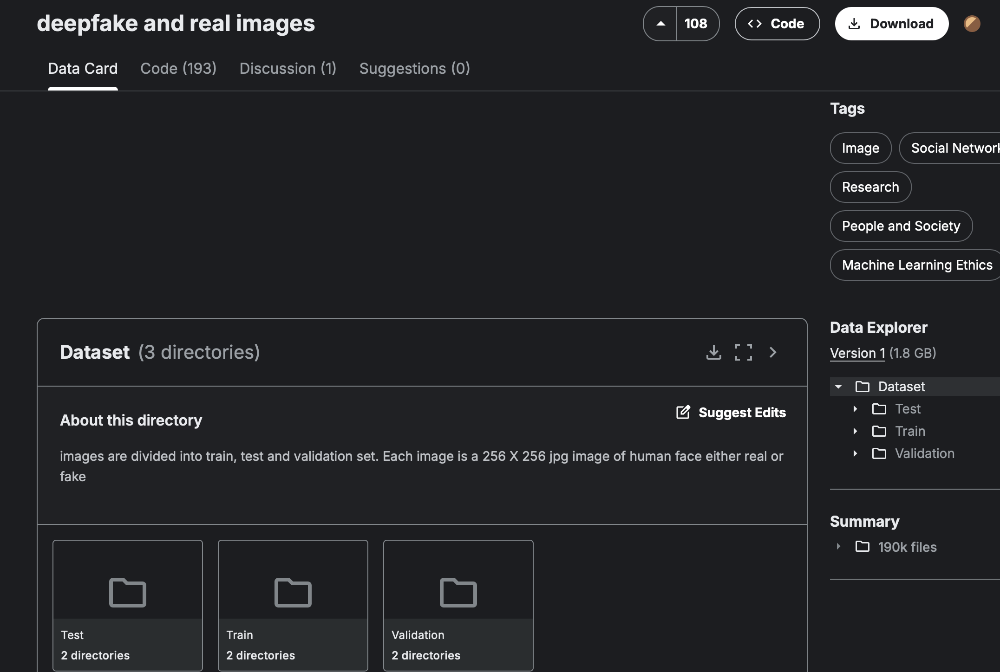 deepfake and real images
108
Code
Download
Data Card
Code (193)
Discussion (1)
Suggestions (0)
Tags
Image
Social Network
Research
People and Society
Machine Learning Ethics
Dataset (3 directories)
About this directory
Suggest Edits
images are divided into train, test and validation set. Each image is a 256 X 256 jpg image of human face either real or
fake
Test
2 directories
Train
2 directories
Validation
2 directories
Data Explorer
Version 1 (1.8 GB)
Dataset
Test
Train
Validation
Summary
190k files